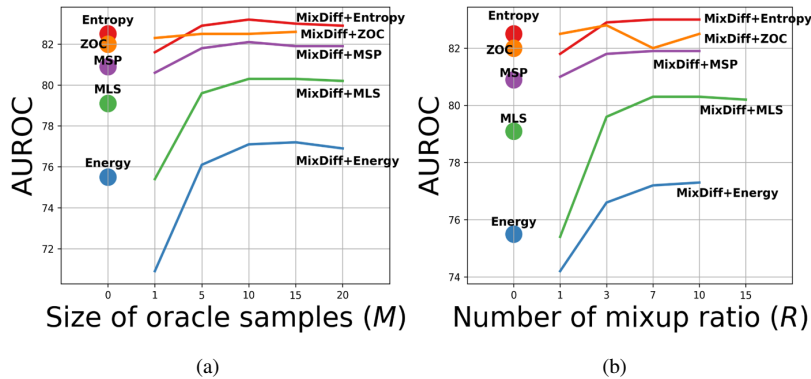 AUROC
82
80
78
76
74
72
Entropy
ZOC
MSP
MLS
Energy
MixDiff+Entropy
MixDiff+ZOC
MixDiff+MSP
MixDiff+MLS
MixDiff+Energy
0 1 5 10 15 20
Size of oracle samples (M)
(a)
AUROC
82
80
78
76
74
Entropy
ZOC
MSP
MLS
Energy
MixDiff+Entropy
MixDiff+ZOC
MixDiff+MSP
MixDiff+MLS
MixDiff+Energy
0 1 3 7 10 15
Number of mixup ratio (R)
(b)